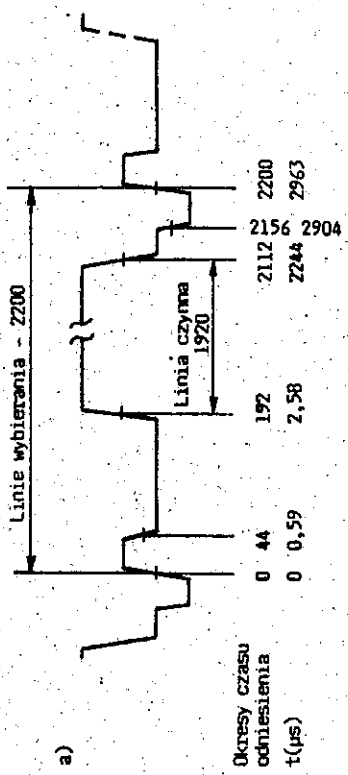 a)
Linie wybierania - 2200
Linia czynna
1920
Okresy czasu
odniesienia
0 44 192 2112 2156 2200
t(µs) 0 0,59 2,58 2244 2904 2963